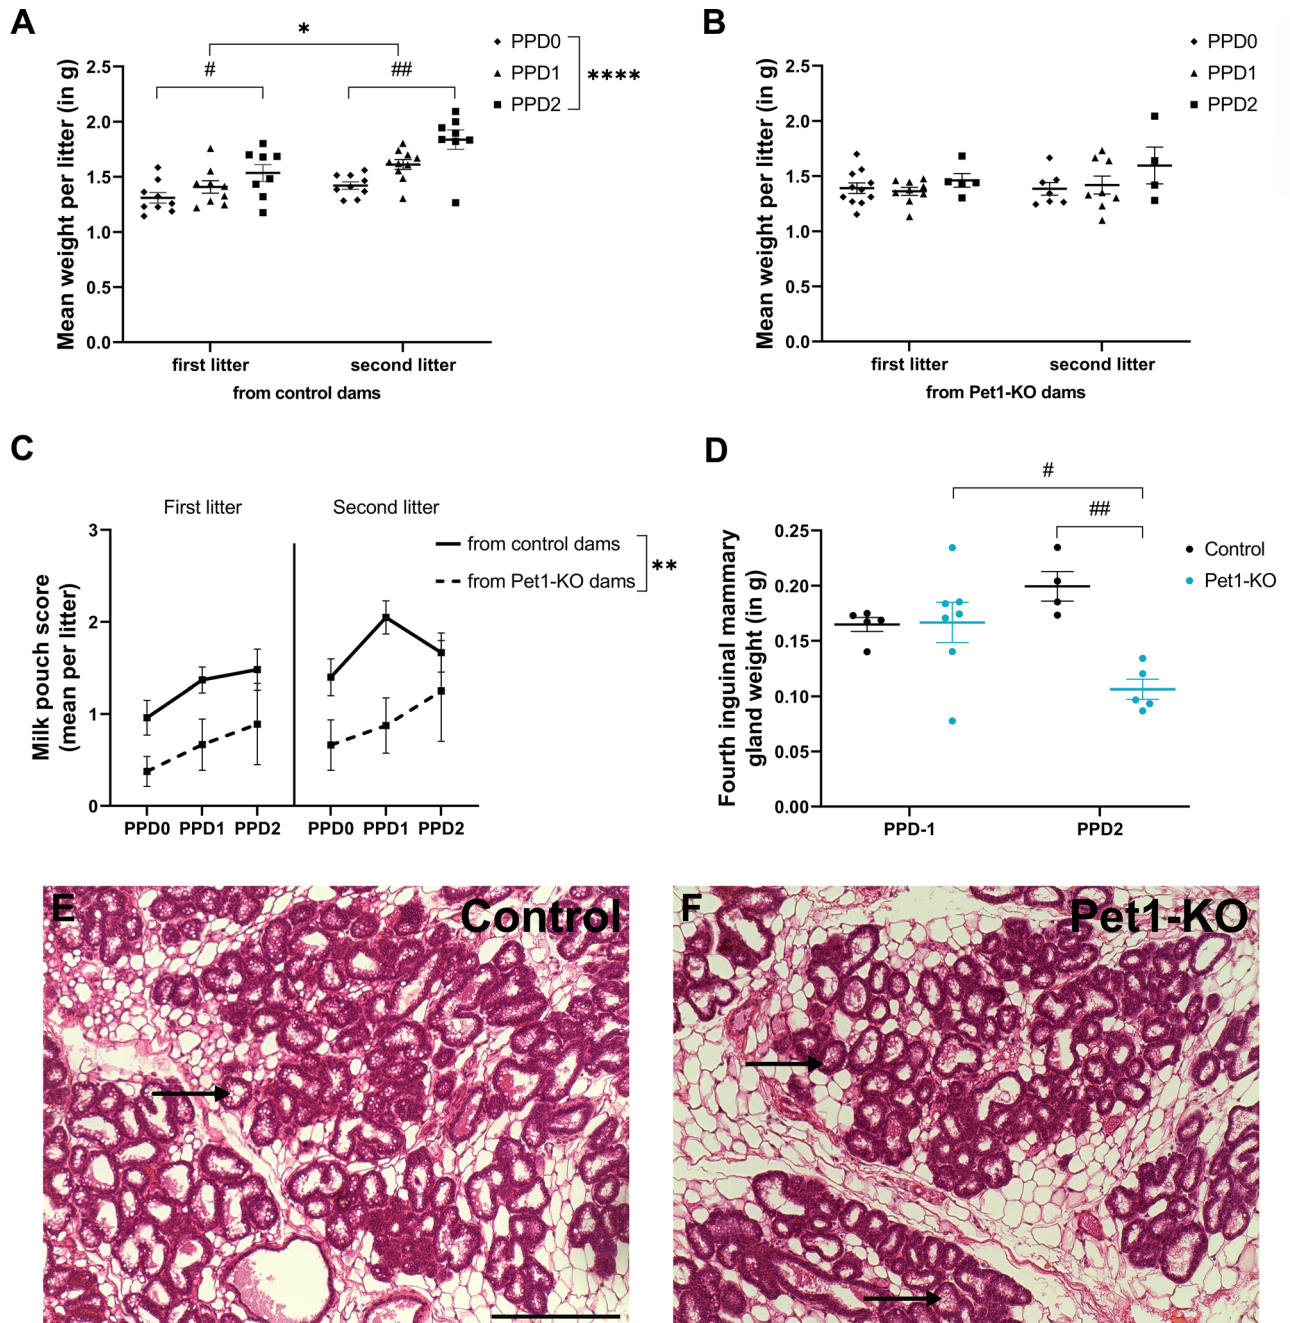 A
*
PPD0
#
##
PPD1
****
PPD2
Mean weight per litter (in g)
2.5
2.0
1.5
1.0
0.5
0.0
first litter
second litter
from control dams
B
PPD0
PPD1
PPD2
Mean weight per litter (in g)
2.5
2.0
1.5
1.0
0.5
0.0
first litter
second litter
from Pet1-KO dams
C
First litter
Second litter
from control dams
**
from Pet1-KO dams
Milk pouch score
(mean per litter)
3
2
1
0
PPD0
PPD1
PPD2
PPD0
PPD1
PPD2
D
#
##
Control
Pet1-KO
Fourth inguinal mammary
gland weight (in g)
0.25
0.20
0.15
0.10
0.05
0.00
PPD-1
PPD2
E
Control
F
Pet1-KO